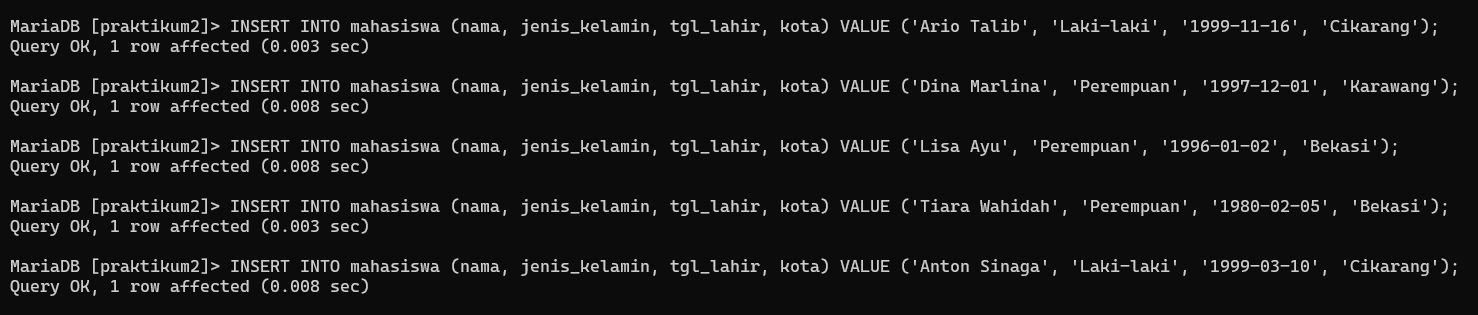 MariaDB [praktikum2]> INSERT INTO mahasiswa (nama, jenis_kelamin, tgl_lahir, kota) VALUE ('Ario Talib', 'Laki-laki', '1999-11-16', 'Cikarang');
Query OK, 1 row affected (0.003 sec)
MariaDB [praktikum2]> INSERT INTO mahasiswa (nama, jenis_kelamin, tgl_lahir, kota) VALUE ('Dina Marlina', 'Perempuan', '1997-12-01', 'Karawang');
Query OK, 1 row affected (0.008 sec)
MariaDB [praktikum2]> INSERT INTO mahasiswa (nama, jenis_kelamin, tgl_lahir, kota) VALUE ('Lisa Ayu', 'Perempuan', '1996-01-02', 'Bekasi');
Query OK, 1 row affected (0.008 sec)
MariaDB [praktikum2]> INSERT INTO mahasiswa (nama, jenis_kelamin, tgl_lahir, kota) VALUE ('Tiara Wahidah', 'Perempuan', '1980-02-05', 'Bekasi');
Query OK, 1 row affected (0.003 sec)
MariaDB [praktikum2]> INSERT INTO mahasiswa (nama, jenis_kelamin, tgl_lahir, kota) VALUE ('Anton Sinaga', 'Laki-laki', '1999-03-10', 'Cikarang');
Query OK, 1 row affected (0.008 sec)